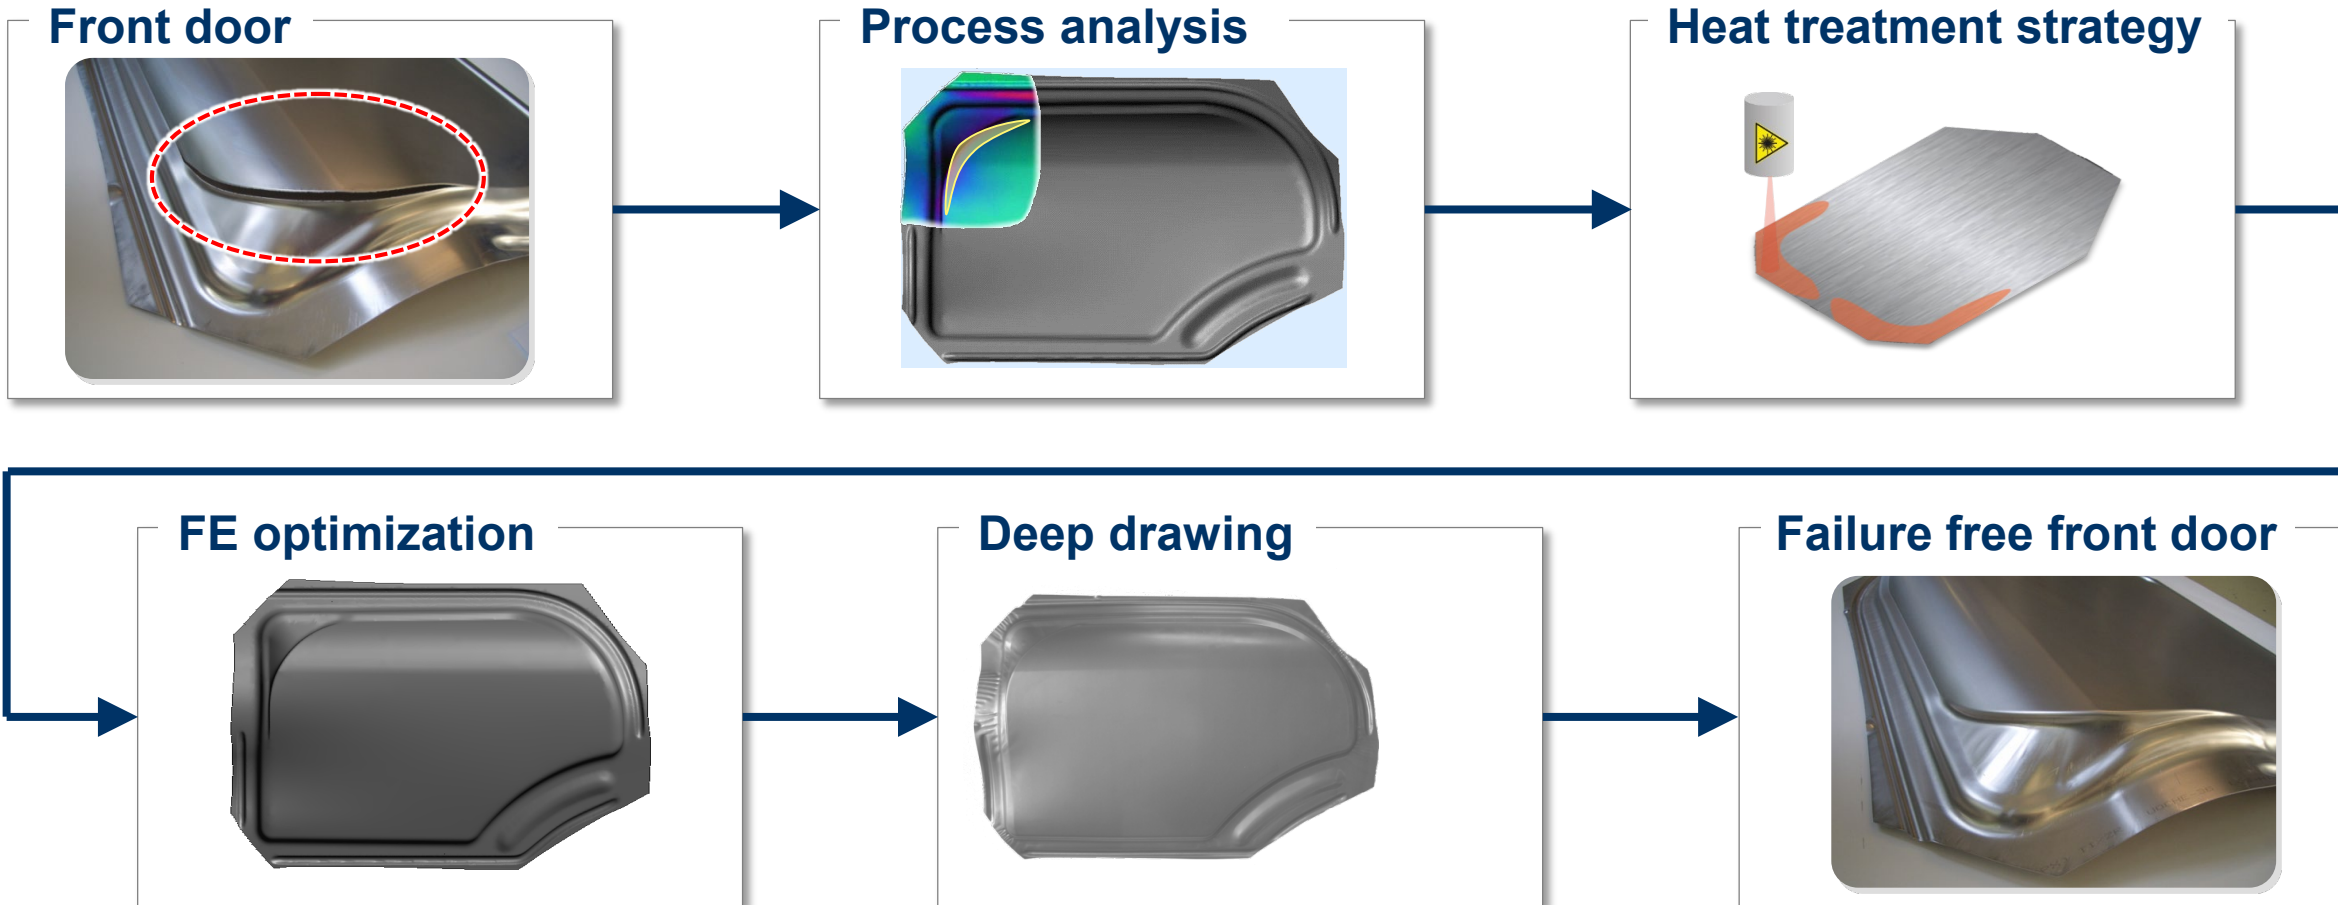 Front door
Process analysis
Heat treatment strategy
FE optimization
Deep drawing
Failure free front door